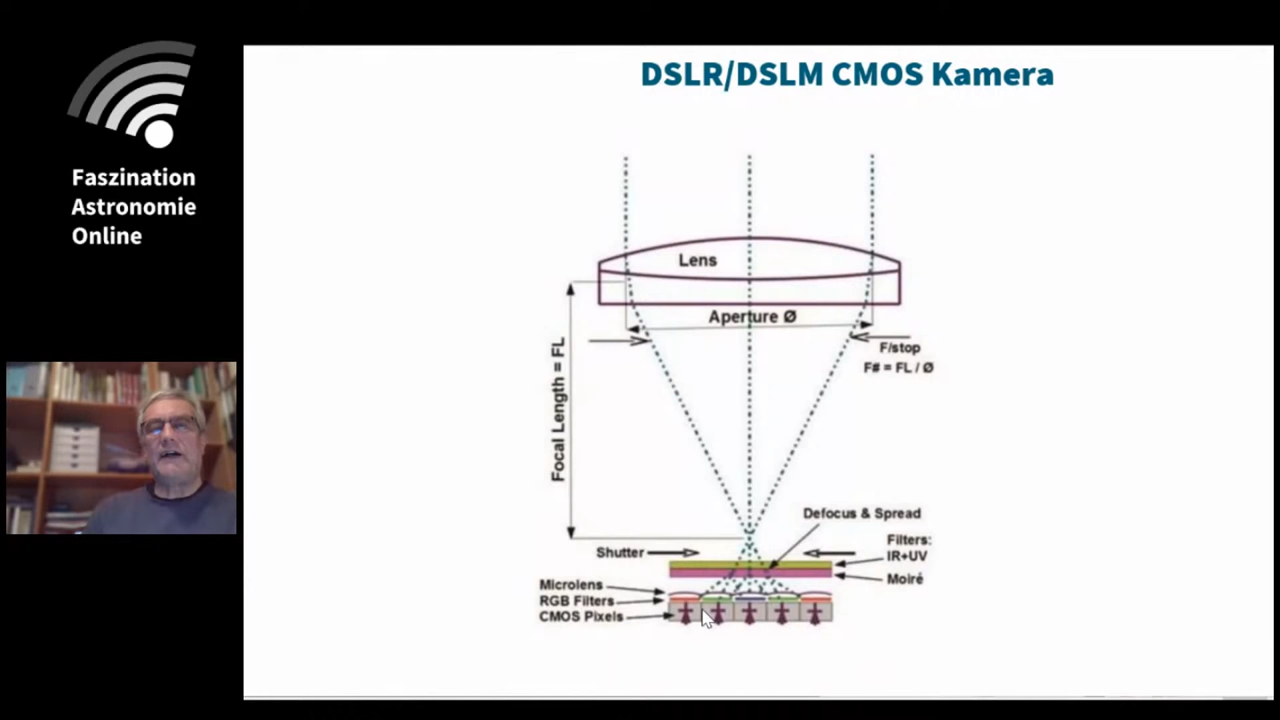 Faszination
Astronomie
Online
DSLR/DSLM CMOS Kamera
Lens
Aperture Ø
F/stop
F# = FL / Ø
Focal Length = FL
Defocus & Spread
Shutter
Filters:
IR+UV
Moiré
Microlens
RGB Filters
CMOS Pixels